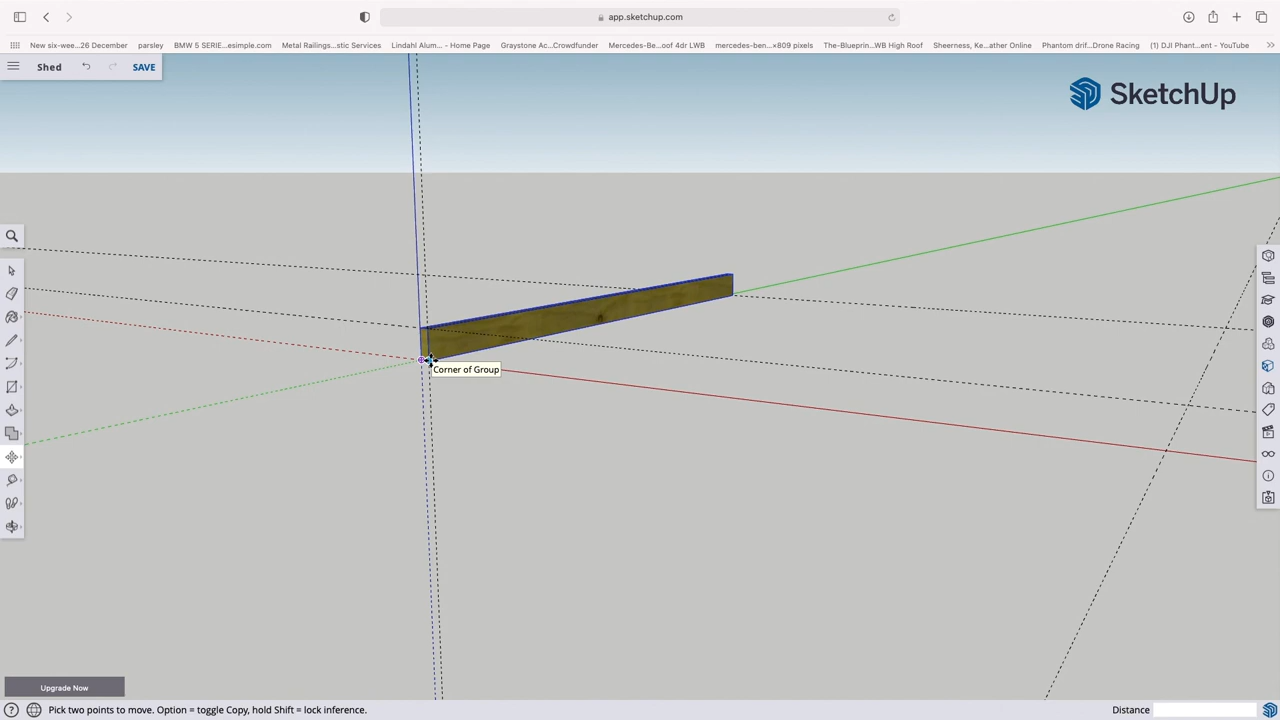 app.sketchup.com
New six-wee...26 December parsley BMW 5 SERIE...esimple.com Metal Railings...stic Services Lindahl Alum... - Home Page Graystone Ac...Crowdfunder Mercedes-Be...oof 4dr LWB mercedes-ben...×809 pixels The-Blueprin...WB High Roof Sheerness, Ke...ather Online Phantom drif...Drone Racing (1) DJI Phant...ent - YouTube
Shed SAVE
SketchUp
Corner of Group
Upgrade Now
Pick two points to move. Option = toggle Copy, hold Shift = lock inference. Distance